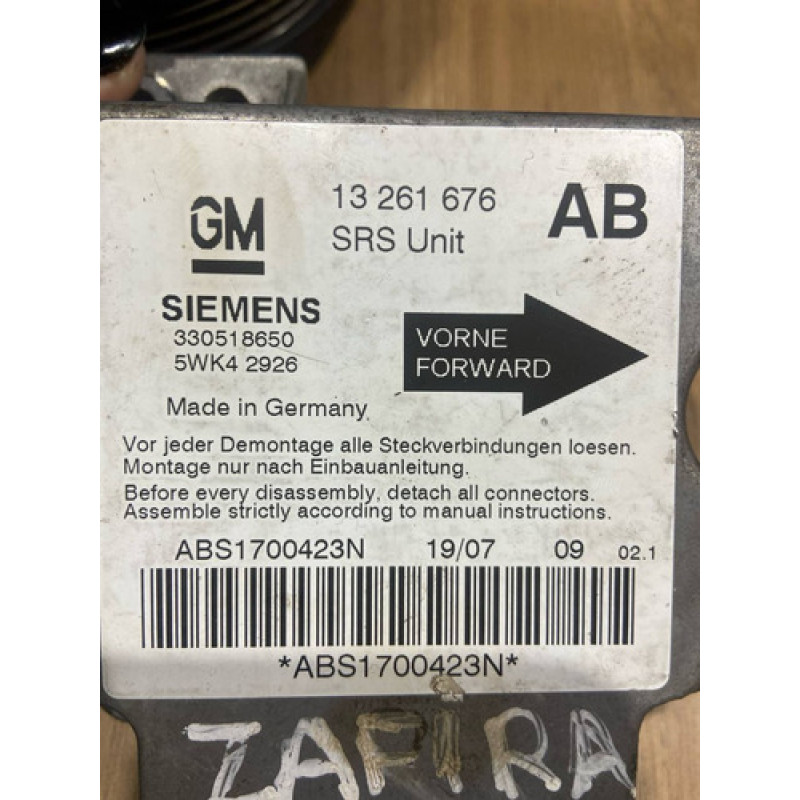 GM
13 261 676
SRS Unit
AB
SIEMENS
330518650
5WK4 2926
VORNE
FORWARD
Made in Germany
Vor jeder Demontage alle Steckverbindungen loesen.
Montage nur nach Einbauanleitung.
Before every disassembly, detach all connectors.
Assemble strictly according to manual instructions.
ABS1700423N 19/07 09 02.1
*ABS1700423N*
ZAFİRA